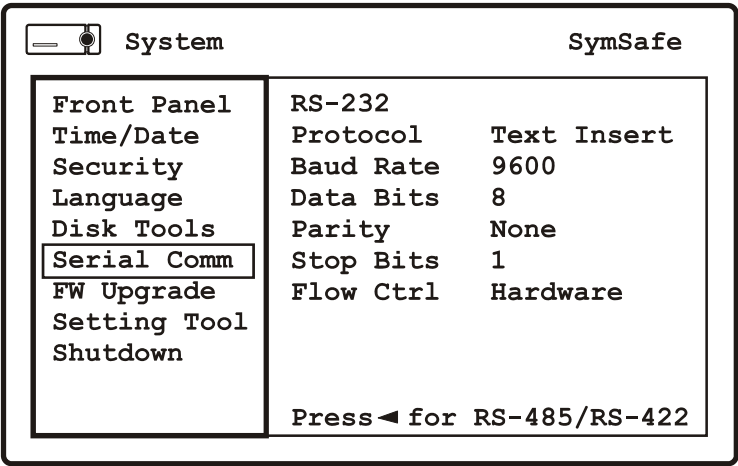 System SymSafe
Front Panel
Time/Date
Security
Language
Disk Tools
Serial Comm
FW Upgrade
Setting Tool
Shutdown
RS-232
Protocol Text Insert
Baud Rate 9600
Data Bits 8
Parity None
Stop Bits 1
Flow Ctrl Hardware
Press◄for RS-485/RS-422